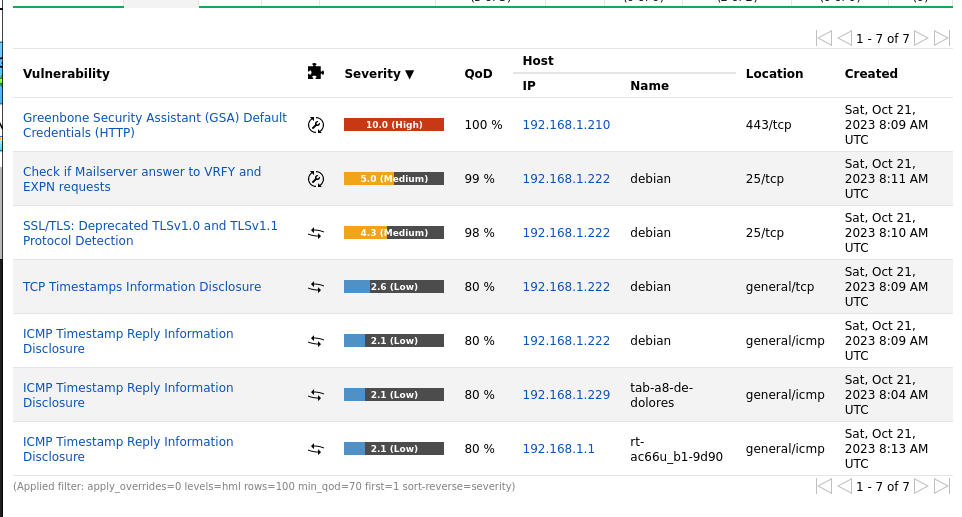 1 - 7 of 7
Vulnerability Severity ▼ QoD Host Location Created
IP Name
Greenbone Security Assistant (GSA) Default
Credentials (HTTP)
10.0 (High) 100 % 192.168.1.210 443/tcp
Sat, Oct 21,
2023 8:09 AM
UTC
Check if Mailserver answer to VRFY and
EXPN requests
5.0 (Medium) 99 % 192.168.1.222 debian 25/tcp
Sat, Oct 21,
2023 8:11 AM
UTC
SSL/TLS: Deprecated TLSv1.0 and TLSv1.1
Protocol Detection
4.3 (Medium) 98 % 192.168.1.222 debian 25/tcp
Sat, Oct 21,
2023 8:10 AM
UTC
TCP Timestamps Information Disclosure
2.6 (Low) 80 % 192.168.1.222 debian general/tcp
Sat, Oct 21,
2023 8:09 AM
UTC
ICMP Timestamp Reply Information
Disclosure
2.1 (Low) 80 % 192.168.1.222 debian general/icmp
Sat, Oct 21,
2023 8:09 AM
UTC
ICMP Timestamp Reply Information
Disclosure
2.1 (Low) 80 % 192.168.1.229
tab-a8-de-
dolores
general/icmp
Sat, Oct 21,
2023 8:04 AM
UTC
ICMP Timestamp Reply Information
Disclosure
2.1 (Low) 80 % 192.168.1.1
rt-
ac66u_b1-9d90
general/icmp
Sat, Oct 21,
2023 8:13 AM
UTC
(Applied filter: apply_overrides=0 levels=hml rows=100 min_qod=70 first=1 sort-reverse=severity)
1 - 7 of 7